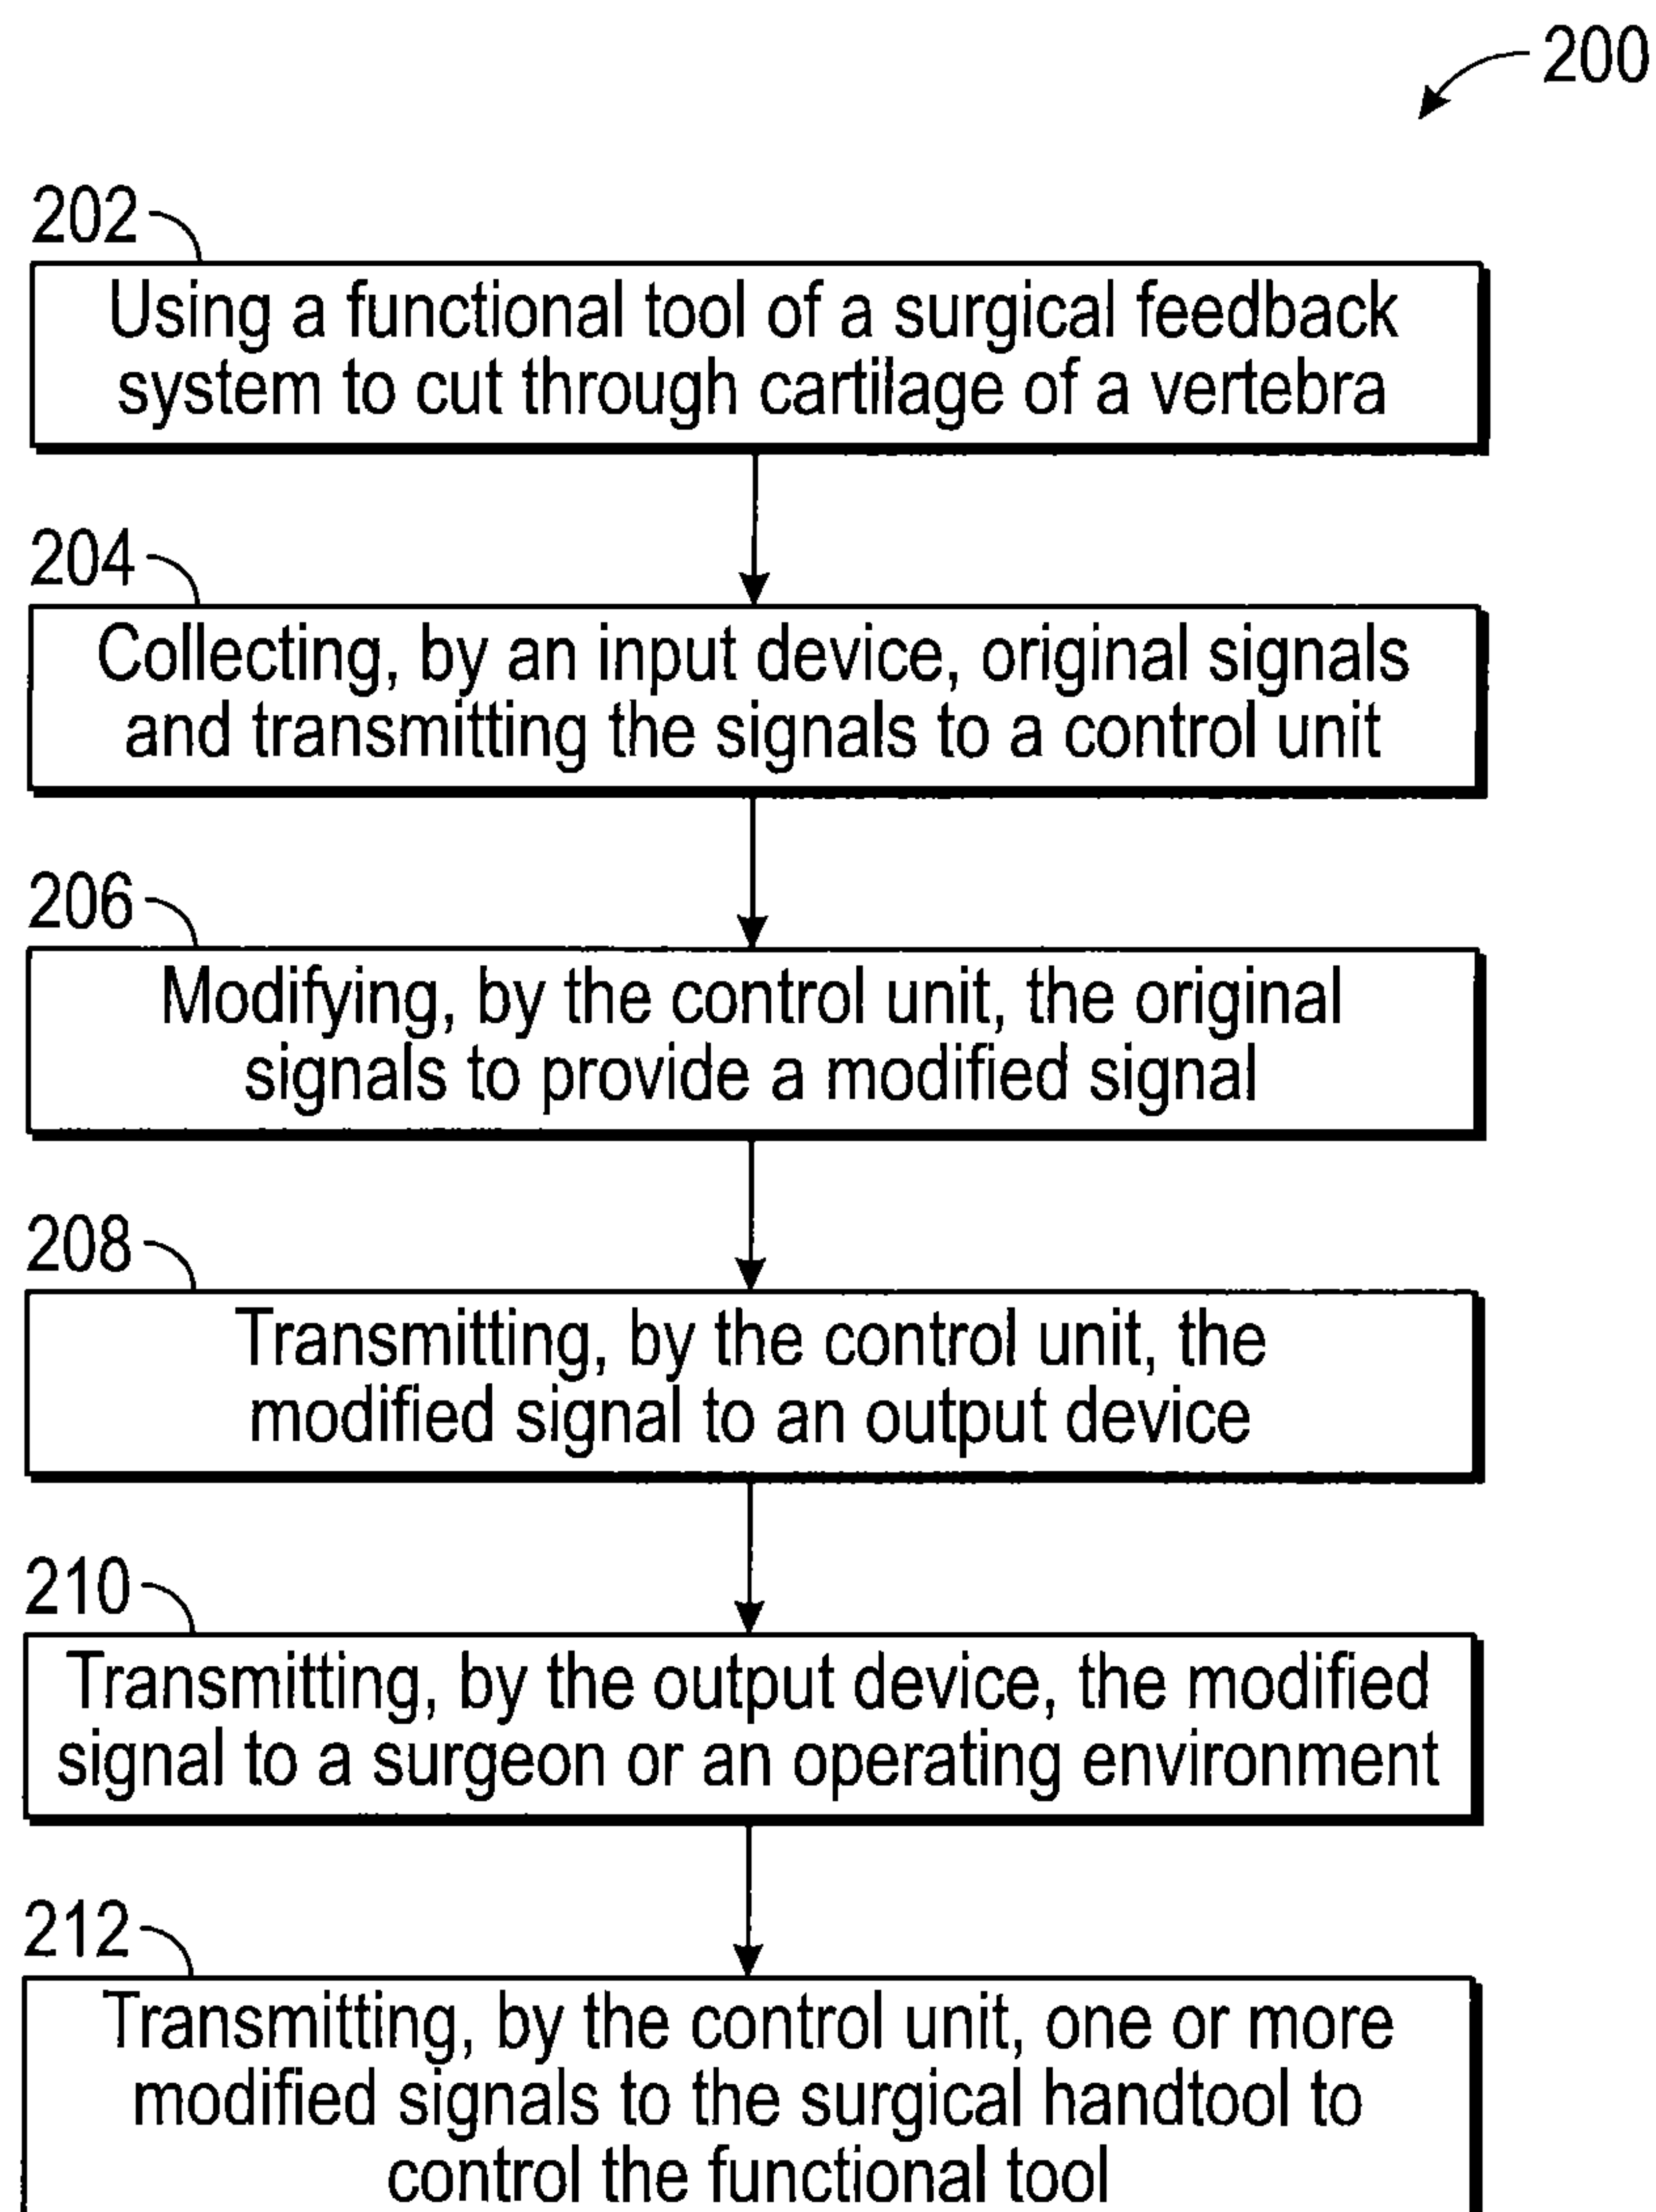 200
202
Using a functional tool of a surgical feedback
system to cut through cartilage of a vertebra
204
Collecting, by an input device, original signals
and transmitting the signals to a control unit
206
Modifying, by the control unit, the original
signals to provide a modified signal
208
Transmitting, by the control unit, the
modified signal to an output device
210
Transmitting, by the output device, the modified
signal to a surgeon or an operating environment
212
Transmitting, by the control unit, one or more
modified signals to the surgical handtool to
control the functional tool